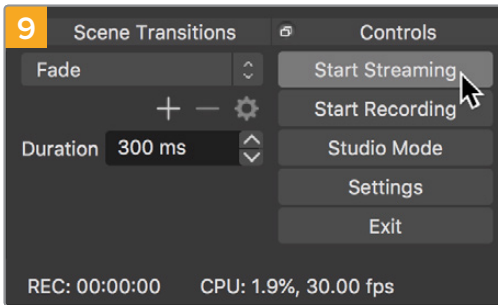 9
Scene Transitions
Controls
Fade
Start Streaming
Start Recording
Duration 300 ms
Studio Mode
Settings
Exit
REC: 00:00:00 CPU: 1.9%, 30.00 fps